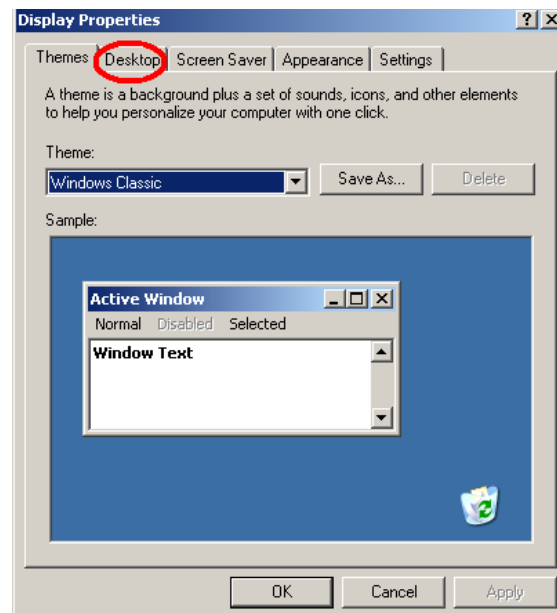 Display Properties
Themes Desktop Screen Saver Appearance Settings
A theme is a background plus a set of sounds, icons, and other elements
to help you personalize your computer with one click.
Theme:
Windows Classic Save As... Delete
Sample:
Active Window
Normal Disabled Selected
Window Text
OK Cancel Apply